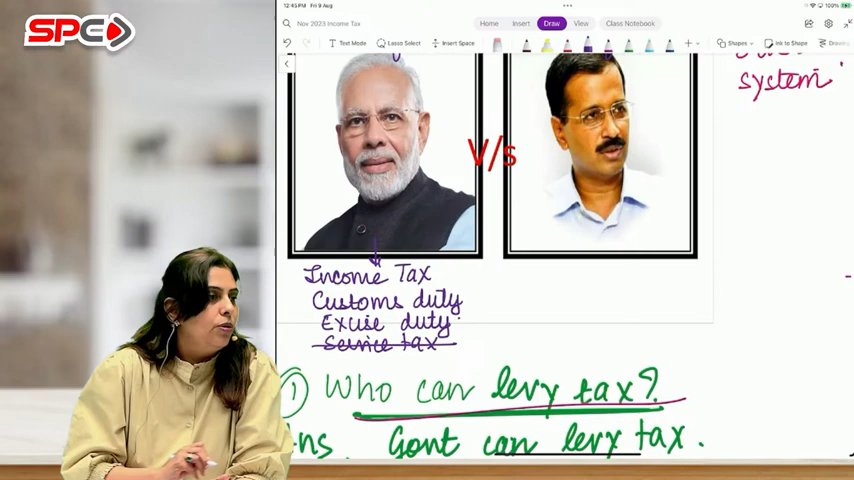 12:45 PM Fri 9 Aug
100%
SPC
Nov 2023 Income Tax
Home Insert Draw View Class Notebook
Text Mode Lasso Select Insert Space Shapes Ink to Shape Drawing
system
V/s
Income Tax
Customs duty
Excise duty
Service tax
① Who can levy tax?
Ans. Govt can levy tax.